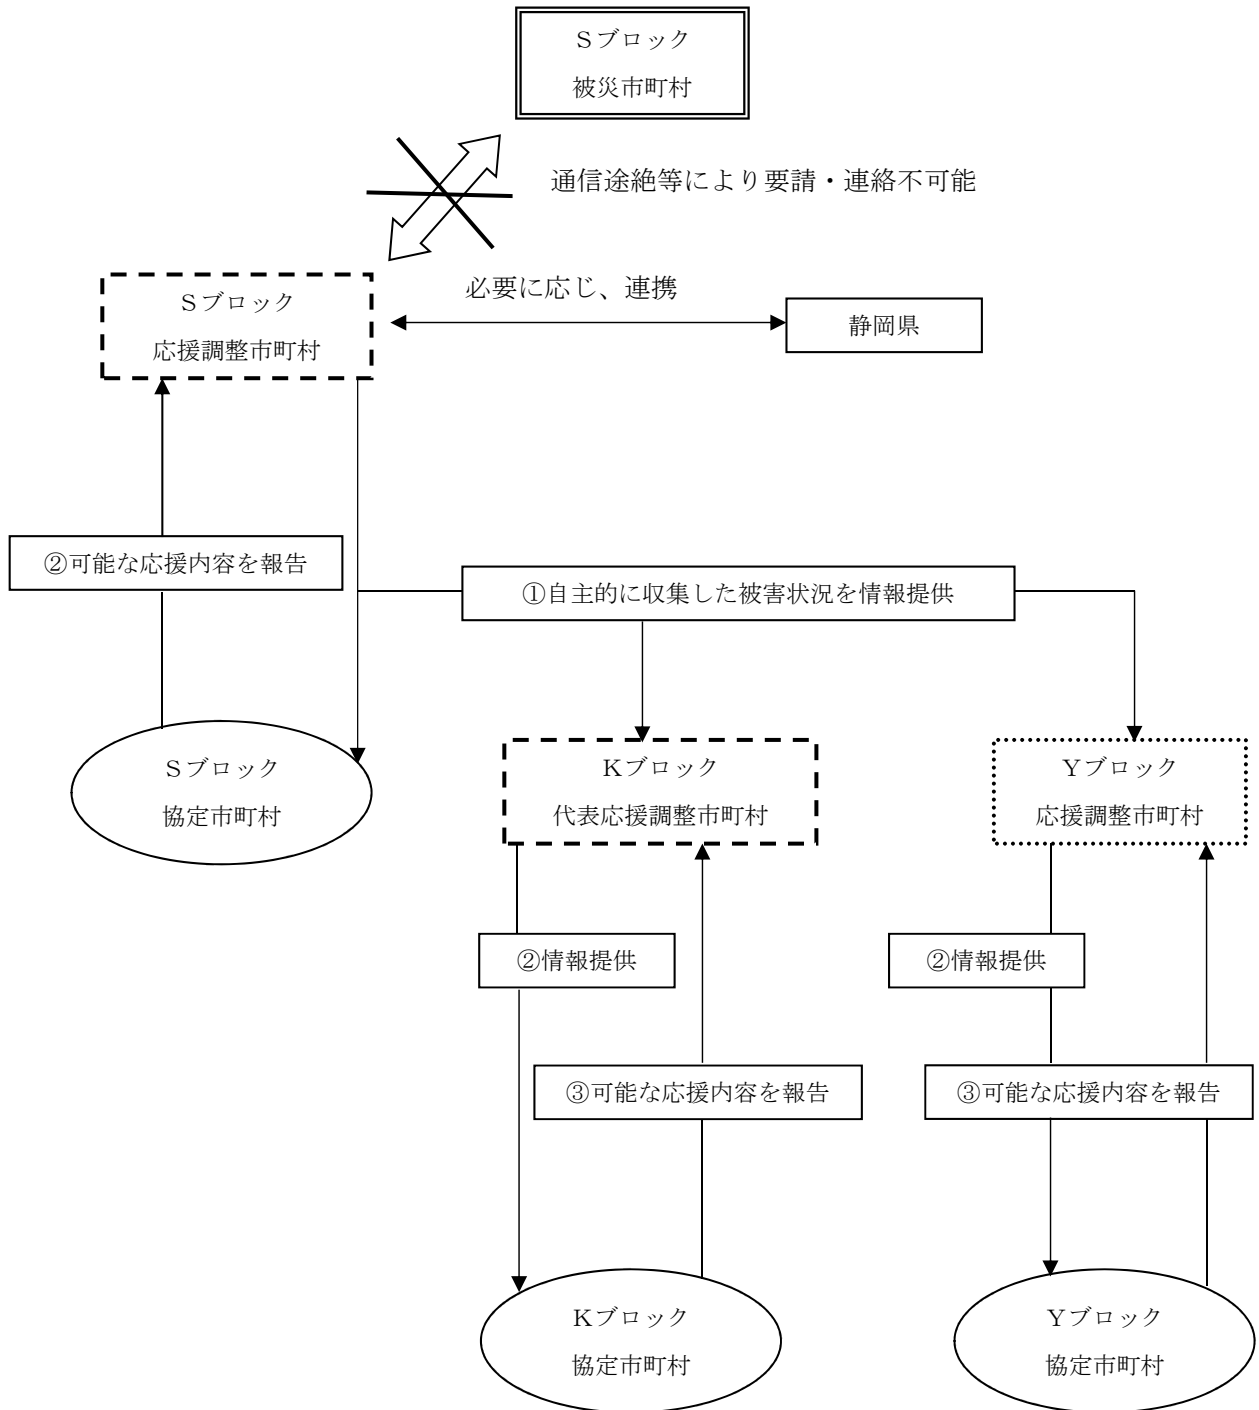 Ｓブロック
被災市町村
通信途絶等により要請・連絡不可能
必要に応じ、連携
Ｓブロック
応援調整市町村
静岡県
②可能な応援内容を報告
①自主的に収集した被害状況を情報提供
Ｓブロック
協定市町村
Ｋブロック
代表応援調整市町村
Ｙブロック
応援調整市町村
②情報提供
②情報提供
③可能な応援内容を報告
③可能な応援内容を報告
Ｋブロック
協定市町村
Ｙブロック
協定市町村